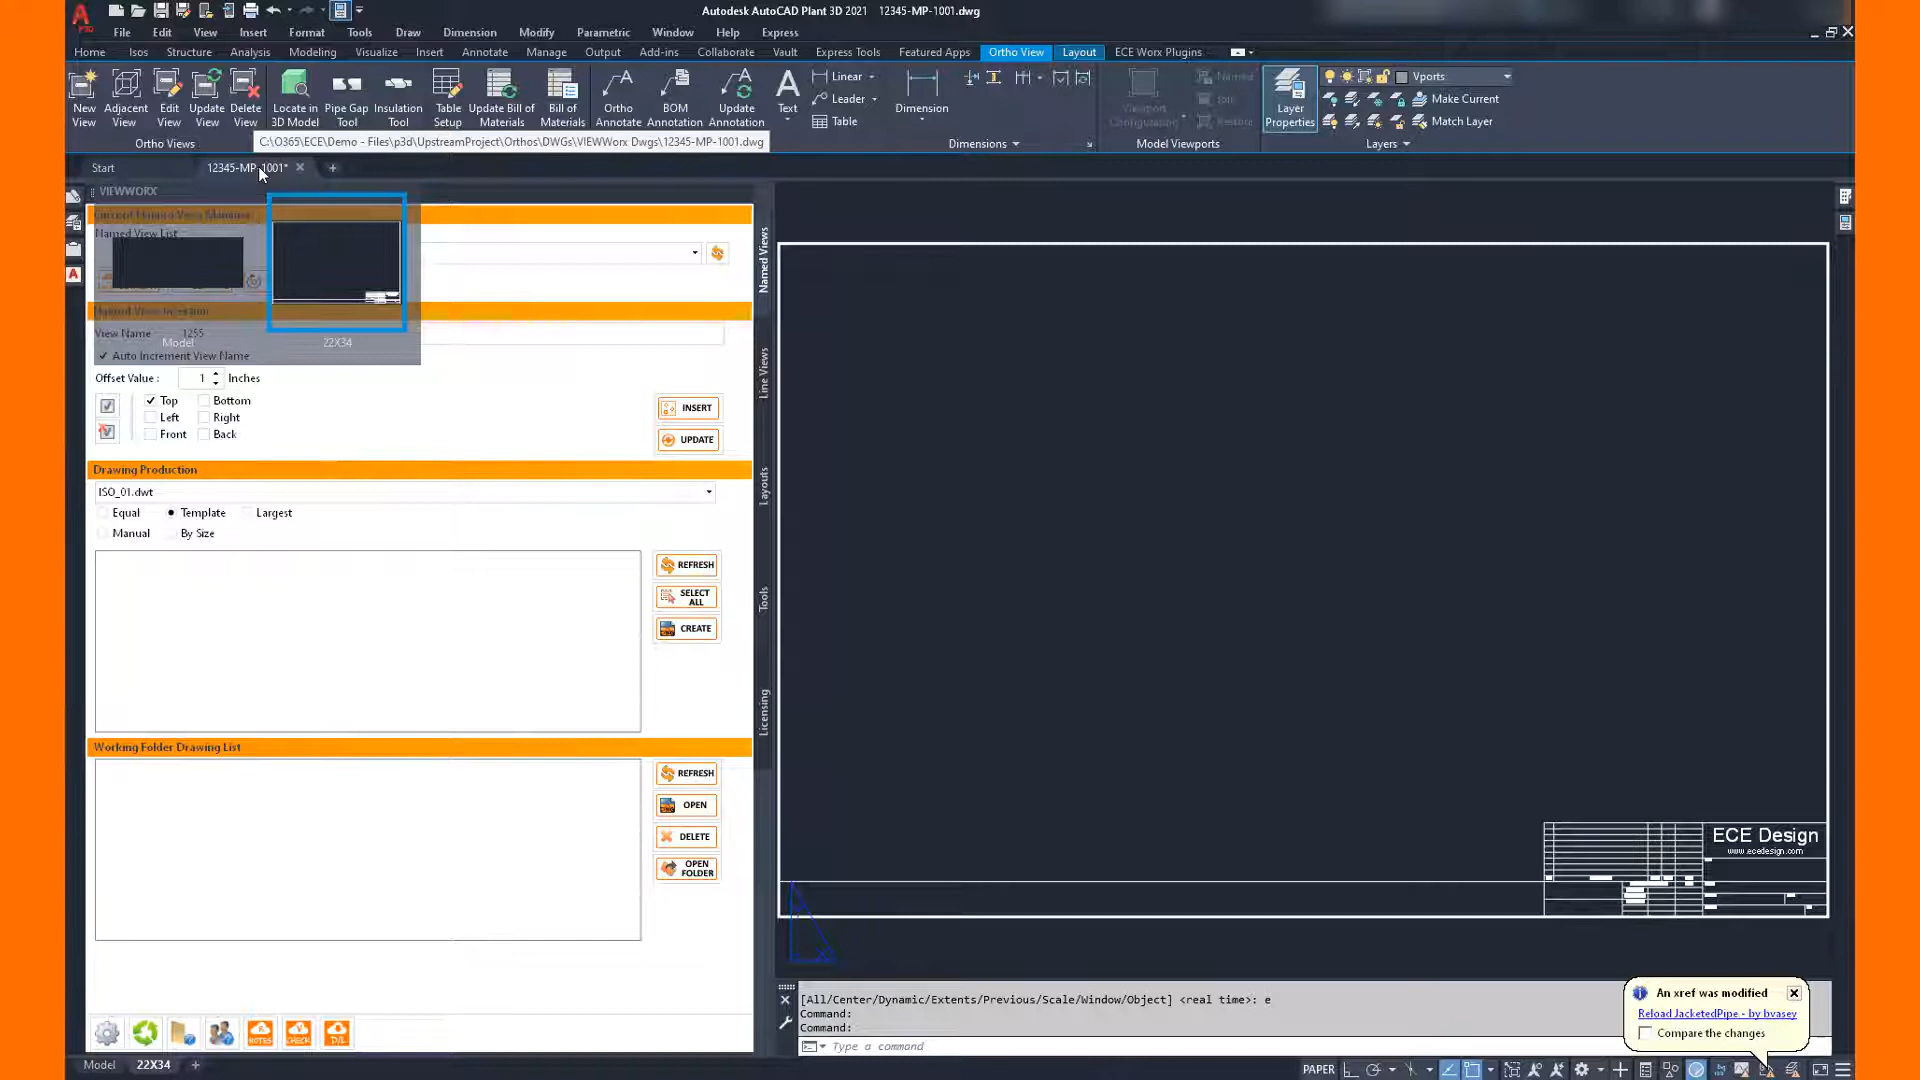 Autodesk AutoCAD Plant 3D 2021 12345-MP-1001.dwg
File Edit View Insert Format Tools Draw Dimension Modify Parametric Window Help Express
Home Isos Structure Analysis Modeling Visualize Insert Annotate Manage Output Add-ins Collaborate Vault Express Tools Featured Apps Ortho View Layout ECE Worx Plugins
New View
Adjacent View
Edit View
Update View
Delete View
Locate in 3D Model
Pipe Gap Tool
Insulation Tool
Table Setup
Update Bill of Materials
Bill of Materials
Ortho Annotate
BOM Annotation
Update Annotation
Text
Linear
Leader
Table
Dimension
Viewport Configuration
Named
Join
Restore
Layer Properties
Vports
Make Current
Match Layer
Ortho Views
C:\O365\ECE\Demo - Files\p3d\UpstreamProject\Orthos\DWGs\VIEWWorx Dwgs\12345-MP-1001.dwg
Dimensions
Model Viewports
Layers
Start
12345-MP-1001*
VIEWWORX
Named View List
View Name 1255
Model
22X34
Auto Increment View Name
Offset Value : 1 Inches
Top Bottom
Left Right
Front Back
INSERT
UPDATE
Drawing Production
ISO_01.dwt
Equal Template Largest
Manual By Size
REFRESH
SELECT ALL
CREATE
Working Folder Drawing List
REFRESH
OPEN
DELETE
OPEN FOLDER
NOTES
CHECK
D/L
Named Views
Line Views
Layouts
Tools
Licensing
ECE Design
www.ecedesign.com
[All/Center/Dynamic/Extents/Previous/Scale/Window/Object] <real time>: e
Command:
Command:
Type a command
An xref was modified
Reload JacketedPipe - by bvasey
Compare the changes
Model 22X34
PAPER